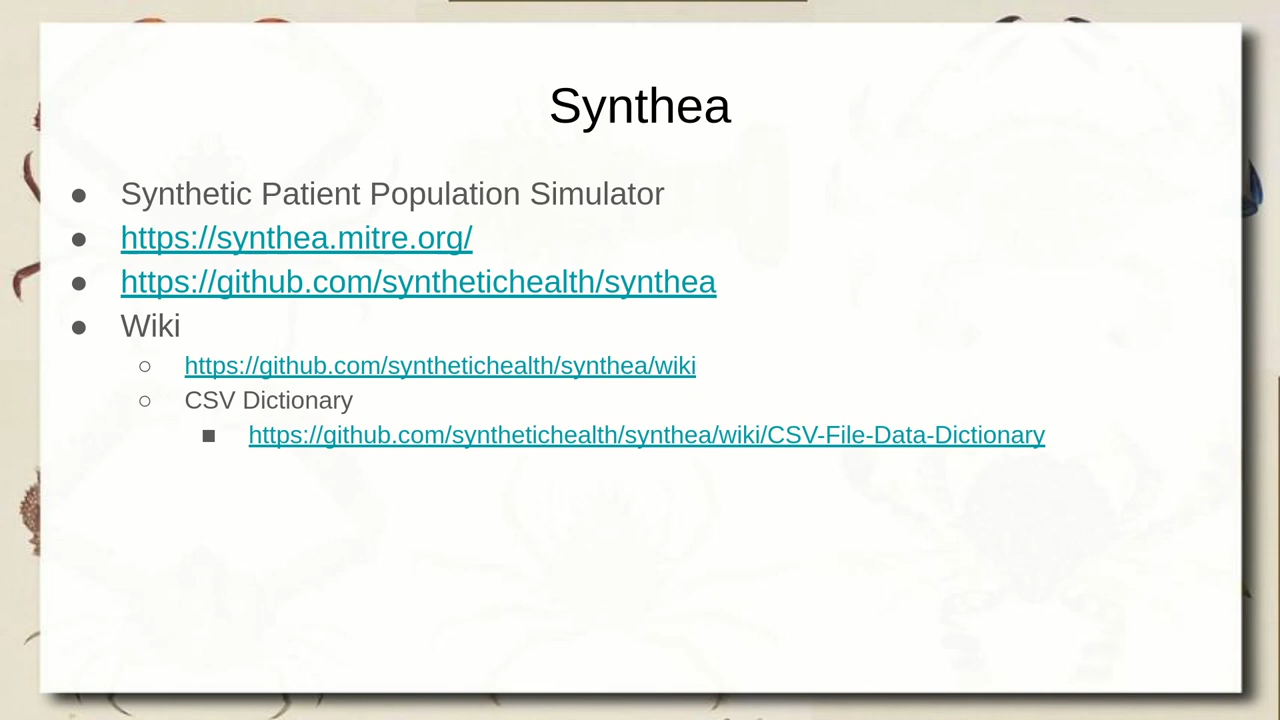 Synthea
● Synthetic Patient Population Simulator
● https://synthea.mitre.org/
● https://github.com/synthetichealth/synthea
● Wiki
○ https://github.com/synthetichealth/synthea/wiki
○ CSV Dictionary
■ https://github.com/synthetichealth/synthea/wiki/CSV-File-Data-Dictionary